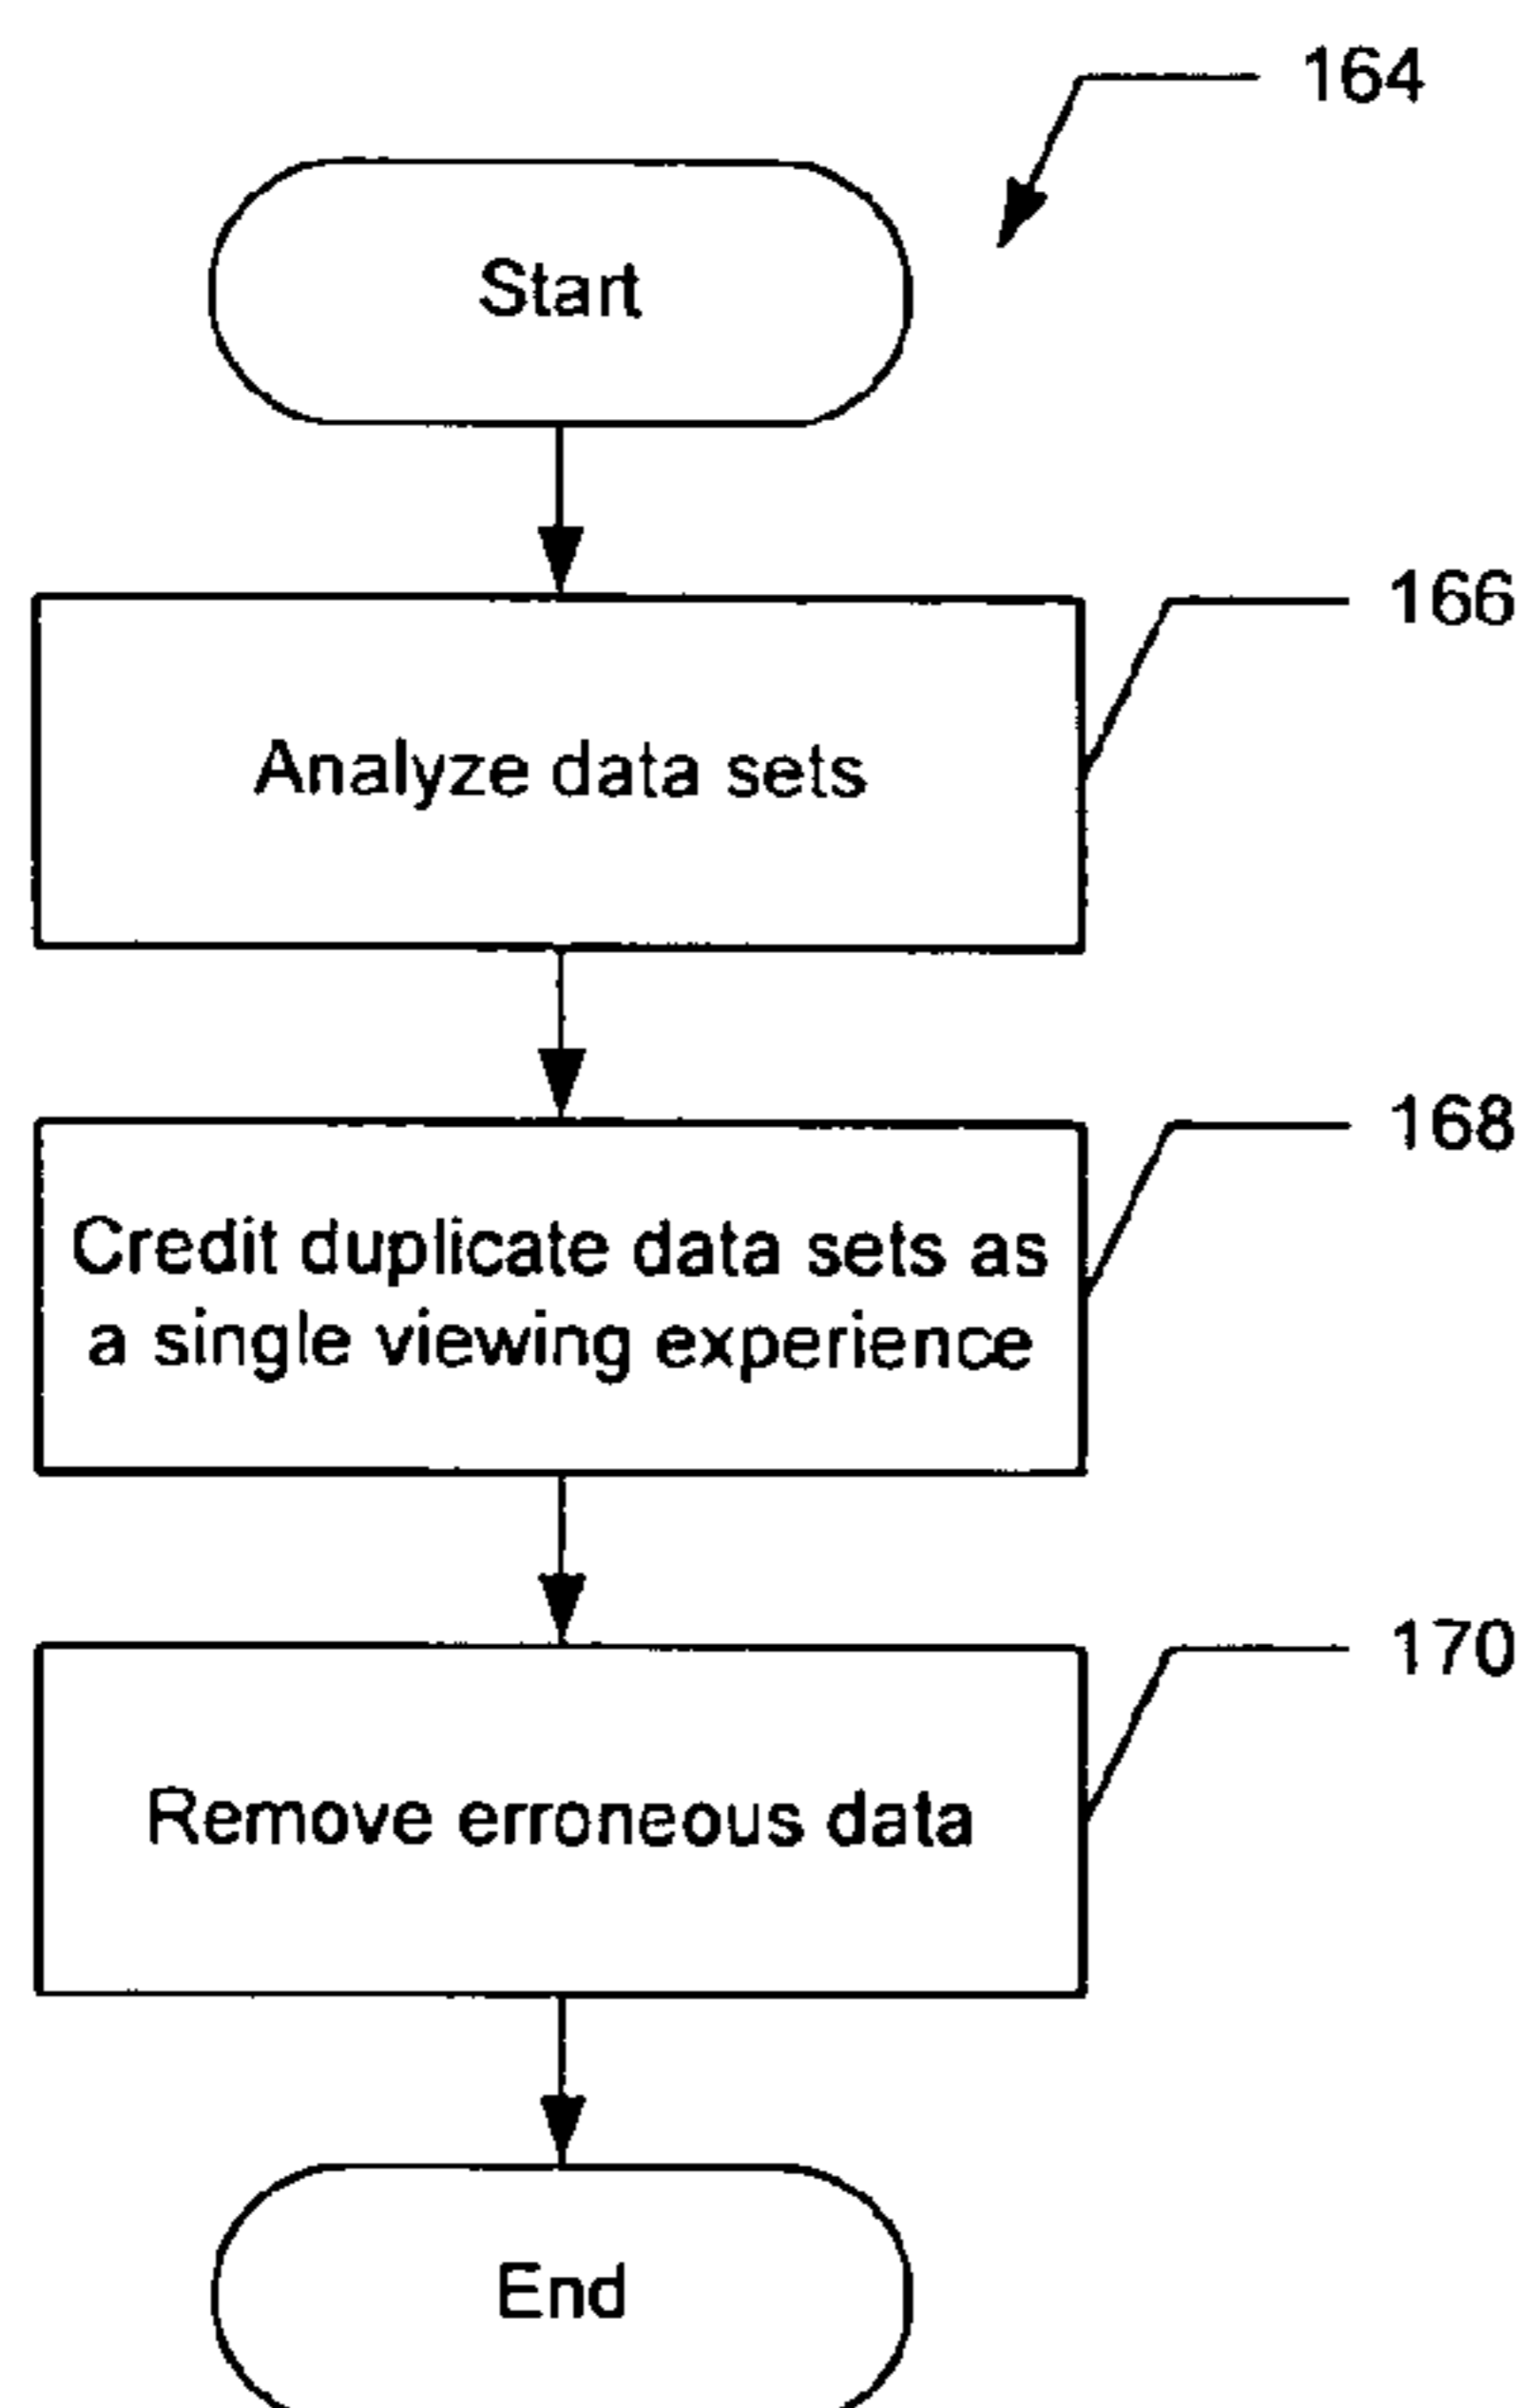 164
Start
166
Analyze data sets
168
Credit duplicate data sets as
a single viewing experience
170
Remove erroneous data
End